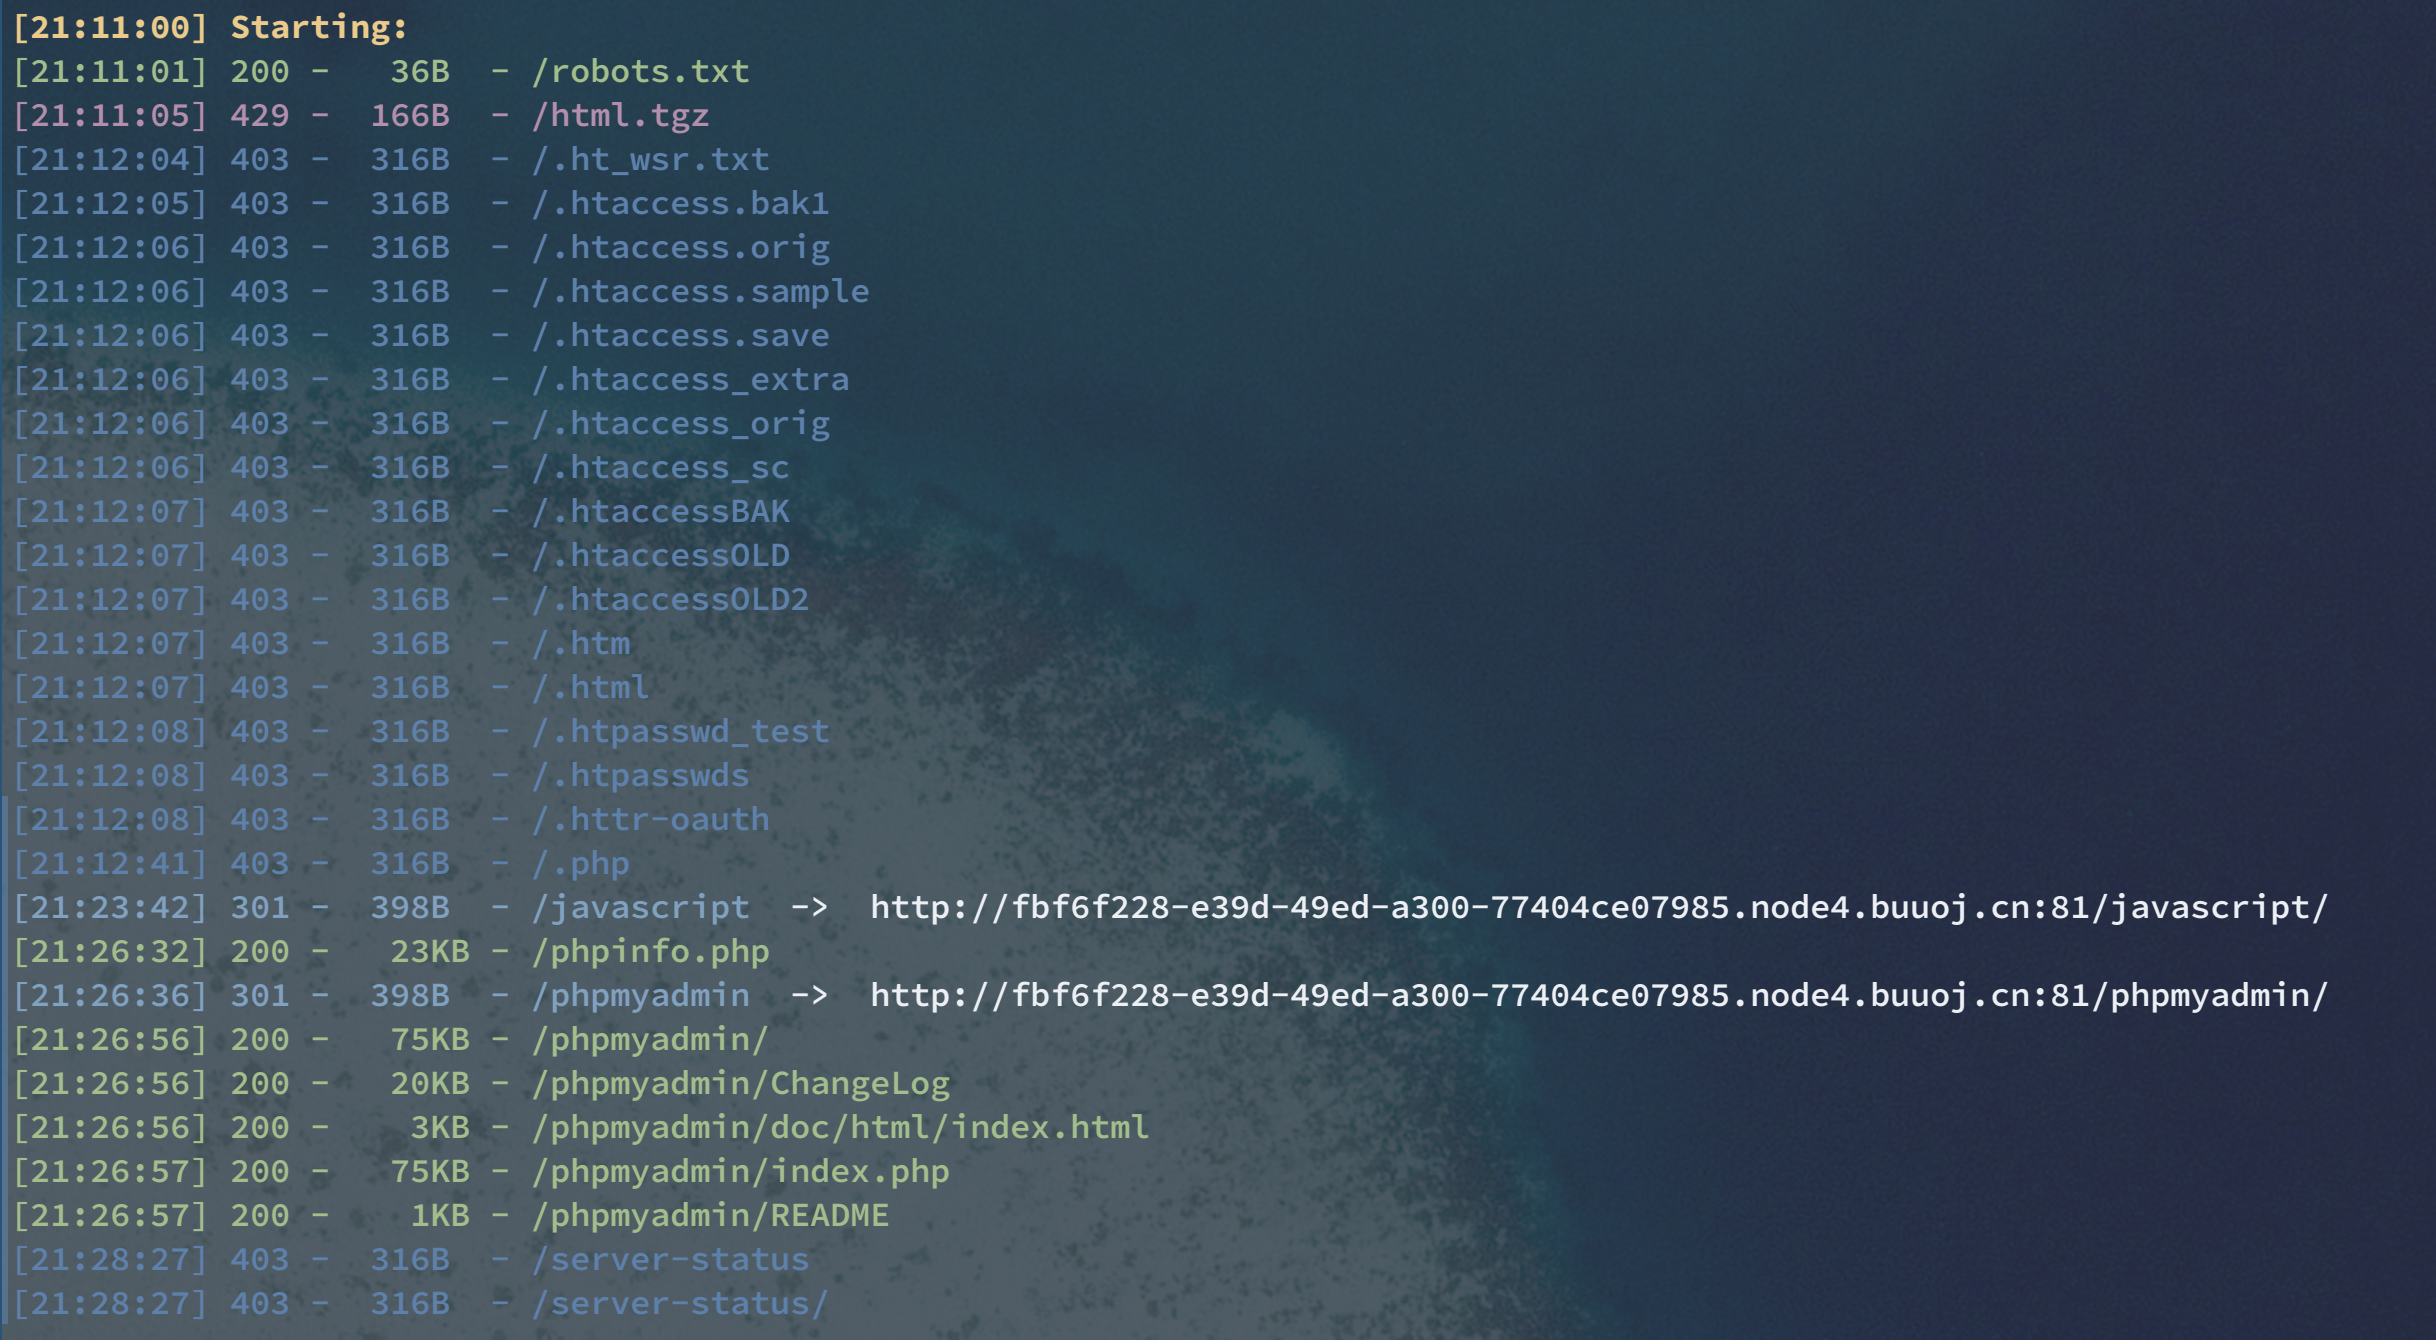 [21:11:00] Starting:
[21:11:01] 200 -   36B  - /robots.txt
[21:11:05] 429 -  166B  - /html.tgz
[21:12:04] 403 -  316B  - /.ht_wsr.txt
[21:12:05] 403 -  316B  - /.htaccess.bak1
[21:12:06] 403 -  316B  - /.htaccess.orig
[21:12:06] 403 -  316B  - /.htaccess.sample
[21:12:06] 403 -  316B  - /.htaccess.save
[21:12:06] 403 -  316B  - /.htaccess_extra
[21:12:06] 403 -  316B  - /.htaccess_orig
[21:12:06] 403 -  316B  - /.htaccess_sc
[21:12:07] 403 -  316B  - /.htaccessBAK
[21:12:07] 403 -  316B  - /.htaccessOLD
[21:12:07] 403 -  316B  - /.htaccessOLD2
[21:12:07] 403 -  316B  - /.htm
[21:12:07] 403 -  316B  - /.html
[21:12:08] 403 -  316B  - /.htpasswd_test
[21:12:08] 403 -  316B  - /.htpasswds
[21:12:08] 403 -  316B  - /.httr-oauth
[21:12:41] 403 -  316B  - /.php
[21:23:42] 301 -  398B  - /javascript  ->  http://fbf6f228-e39d-49ed-a300-77404ce07985.node4.buuoj.cn:81/javascript/
[21:26:32] 200 -   23KB - /phpinfo.php
[21:26:36] 301 -  398B  - /phpmyadmin  ->  http://fbf6f228-e39d-49ed-a300-77404ce07985.node4.buuoj.cn:81/phpmyadmin/
[21:26:56] 200 -   75KB - /phpmyadmin/
[21:26:56] 200 -   20KB - /phpmyadmin/ChangeLog
[21:26:56] 200 -    3KB - /phpmyadmin/doc/html/index.html
[21:26:57] 200 -   75KB - /phpmyadmin/index.php
[21:26:57] 200 -    1KB - /phpmyadmin/README
[21:28:27] 403 -  316B  - /server-status
[21:28:27] 403 -  316B  - /server-status/